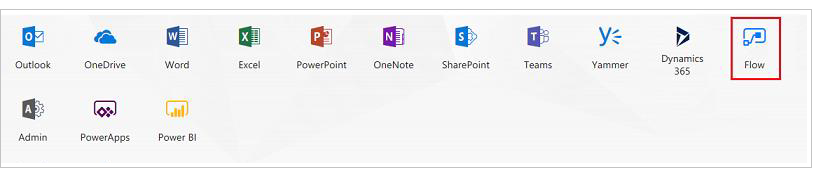 Outlook
OneDrive
Word
Excel
PowerPoint
OneNote
SharePoint
Teams
Yammer
Dynamics
365
Flow
Admin
PowerApps
Power BI